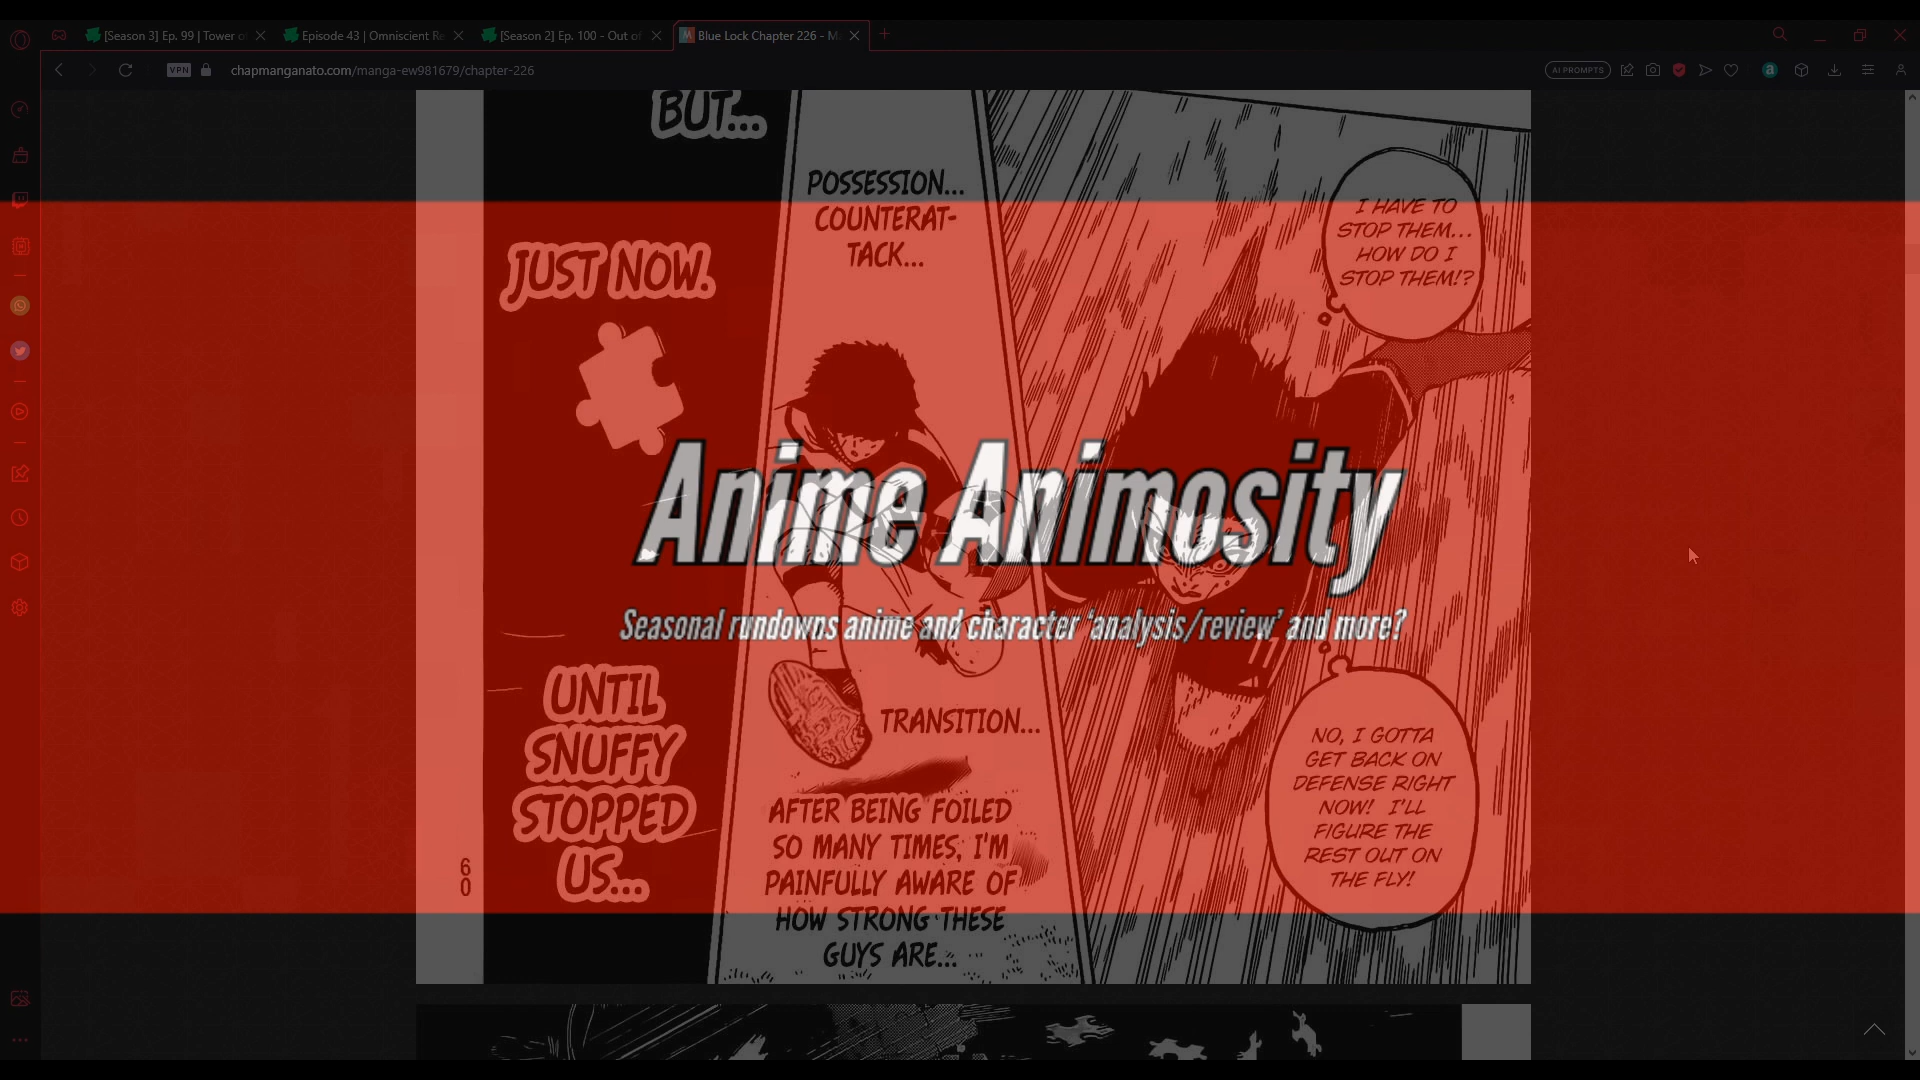 [Season 3] Ep. 99 | Tower o
Episode 43 | Omniscient Re
[Season 2] Ep. 100 - Out of
Blue Lock Chapter 226 - M
VPN
chapmanganato.com/manga-ew981679/chapter-226
AI PROMPTS
BUT...
JUST NOW.
UNTIL
SNUFFY
STOPPED
US...
60
POSSESSION...
COUNTERAT-
TACK...
TRANSITION...
AFTER BEING FOILED
SO MANY TIMES, I'M
PAINFULLY AWARE OF
HOW STRONG THESE
GUYS ARE...
I HAVE TO
STOP THEM...
HOW DO I
STOP THEM!?
11
NO, I GOTTA
GET BACK ON
DEFENSE RIGHT
NOW! I'LL
FIGURE THE
REST OUT ON
THE FLY!
Anime Animosity
Seasonal rundowns anime and character 'analysis/review' and more?